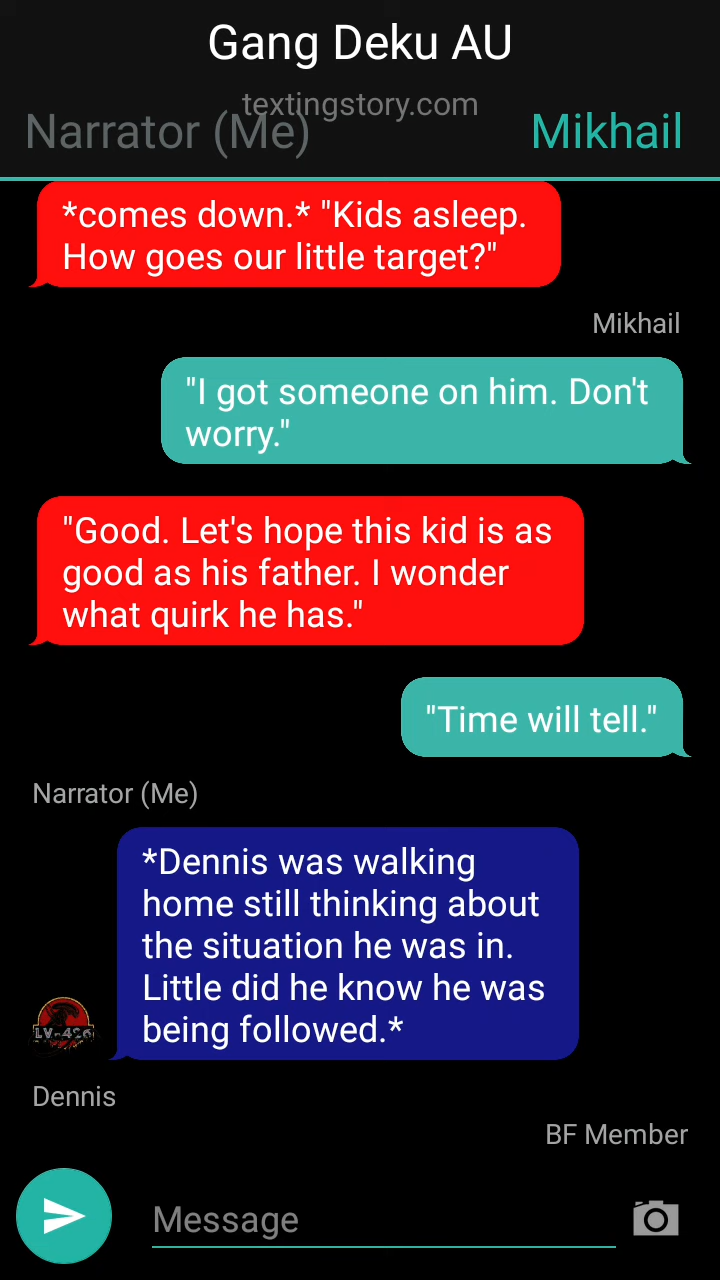 Gang Deku AU
textingstory.com
Narrator (Me)
Mikhail
*comes down.* "Kids asleep.
How goes our little target?"
Mikhail
"I got someone on him. Don't
worry."
"Good. Let's hope this kid is as
good as his father. I wonder
what quirk he has."
"Time will tell."
Narrator (Me)
*Dennis was walking
home still thinking about
the situation he was in.
Little did he know he was
being followed.*
LV-426
Dennis
BF Member
Message